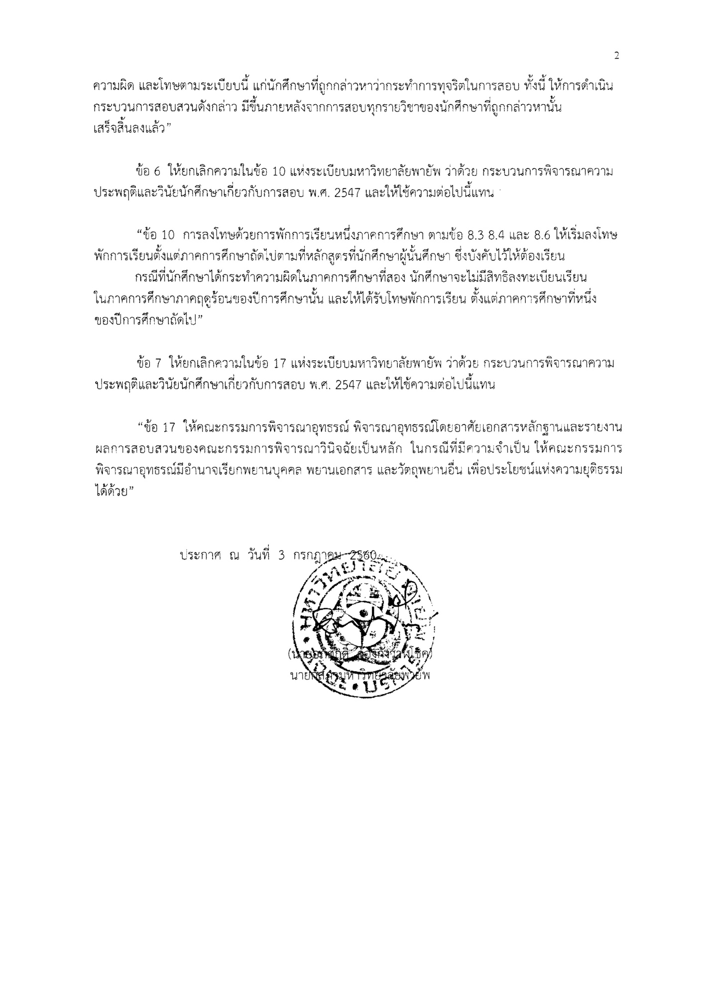 2
ความผิด และโทษตามระเบียบนี้ แก่นักศึกษาที่ถูกกล่าวหาว่ากระทำการทุจริตในการสอบ ทั้งนี้ ให้การดำเนิน
กระบวนการสอบสวนดังกล่าว มีขึ้นภายหลังจากการสอบทุกรายวิชาของนักศึกษาที่ถูกกล่าวหานั้น
เสร็จสิ้นลงแล้ว”
ข้อ 6 ให้ยกเลิกความในข้อ 10 แห่งระเบียบมหาวิทยาลัยพายัพ ว่าด้วย กระบวนการพิจารณาความ
ประพฤติและวินัยนักศึกษาเกี่ยวกับการสอบ พ.ศ. 2547 และให้ใช้ความต่อไปนี้แทน
“ข้อ 10 การลงโทษด้วยการพักการเรียนหนึ่งภาคการศึกษา ตามข้อ 8.3 8.4 และ 8.6 ให้เริ่มลงโทษ
พักการเรียนตั้งแต่ภาคการศึกษาถัดไปตามที่หลักสูตรที่นักศึกษาผู้นั้นศึกษา ซึ่งบังคับไว้ให้ต้องเรียน
กรณีที่นักศึกษาได้กระทำความผิดในภาคการศึกษาที่สอง นักศึกษาจะไม่มีสิทธิลงทะเบียนเรียน
ในภาคการศึกษาภาคฤดูร้อนของปีการศึกษานั้น และให้ได้รับโทษพักการเรียน ตั้งแต่ภาคการศึกษาที่หนึ่ง
ของปีการศึกษาถัดไป”
ข้อ 7 ให้ยกเลิกความในข้อ 17 แห่งระเบียบมหาวิทยาลัยพายัพ ว่าด้วย กระบวนการพิจารณาความ
ประพฤติและวินัยนักศึกษาเกี่ยวกับการสอบ พ.ศ. 2547 และให้ใช้ความต่อไปนี้แทน
“ข้อ 17 ให้คณะกรรมการพิจารณาอุทธรณ์ พิจารณาอุทธรณ์โดยอาศัยเอกสารหลักฐานและรายงาน
ผลการสอบสวนของคณะกรรมการพิจารณาวินิจฉัยเป็นหลัก ในกรณีที่มีความจำเป็น ให้คณะกรรมการ
พิจารณาอุทธรณ์มีอำนาจเรียกพยานบุคคล พยานเอกสาร และวัตถุพยานอื่น เพื่อประโยชน์แห่งความยุติธรรม
ได้ด้วย”
ประกาศ ณ วันที่ 3 กรกฎาคม 2560
มหาวิทยาลัย พายัพ
นายกสภามหาวิทยาลัยพายัพ